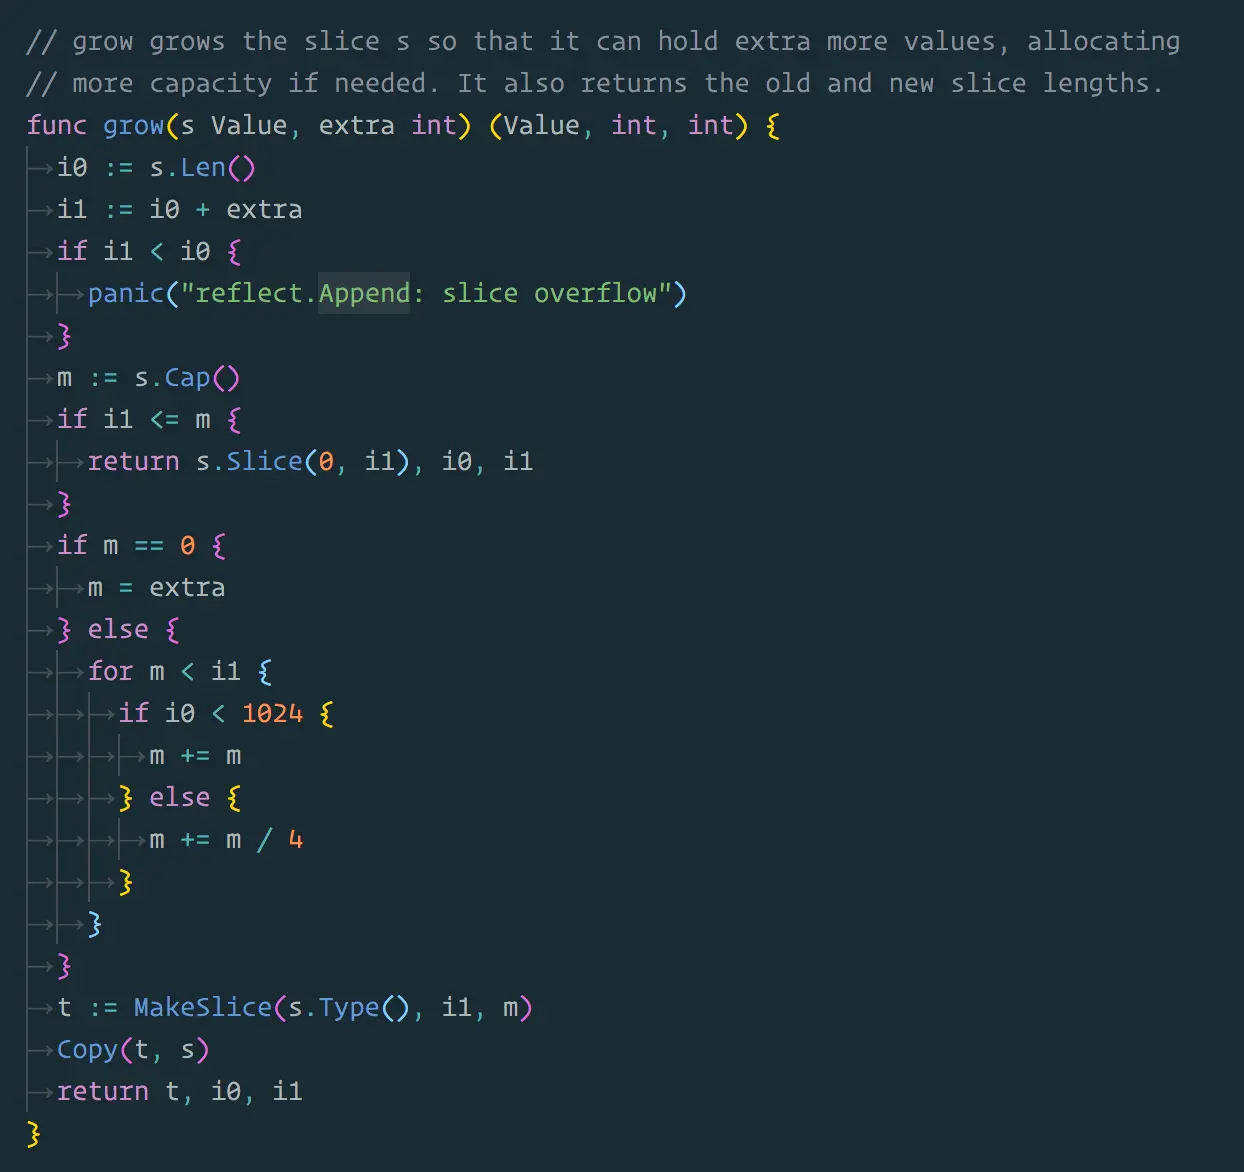 // grow grows the slice s so that it can hold extra more values, allocating
// more capacity if needed. It also returns the old and new slice lengths.
func grow(s Value, extra int) (Value, int, int) {
i0 := s.Len()
i1 := i0 + extra
if i1 < i0 {
panic("reflect.Append: slice overflow")
}
m := s.Cap()
if i1 <= m {
return s.Slice(0, i1), i0, i1
}
if m == 0 {
m = extra
} else {
for m < i1 {
if i0 < 1024 {
m += m
} else {
m += m / 4
}
}
}
t := MakeSlice(s.Type(), i1, m)
Copy(t, s)
return t, i0, i1
}